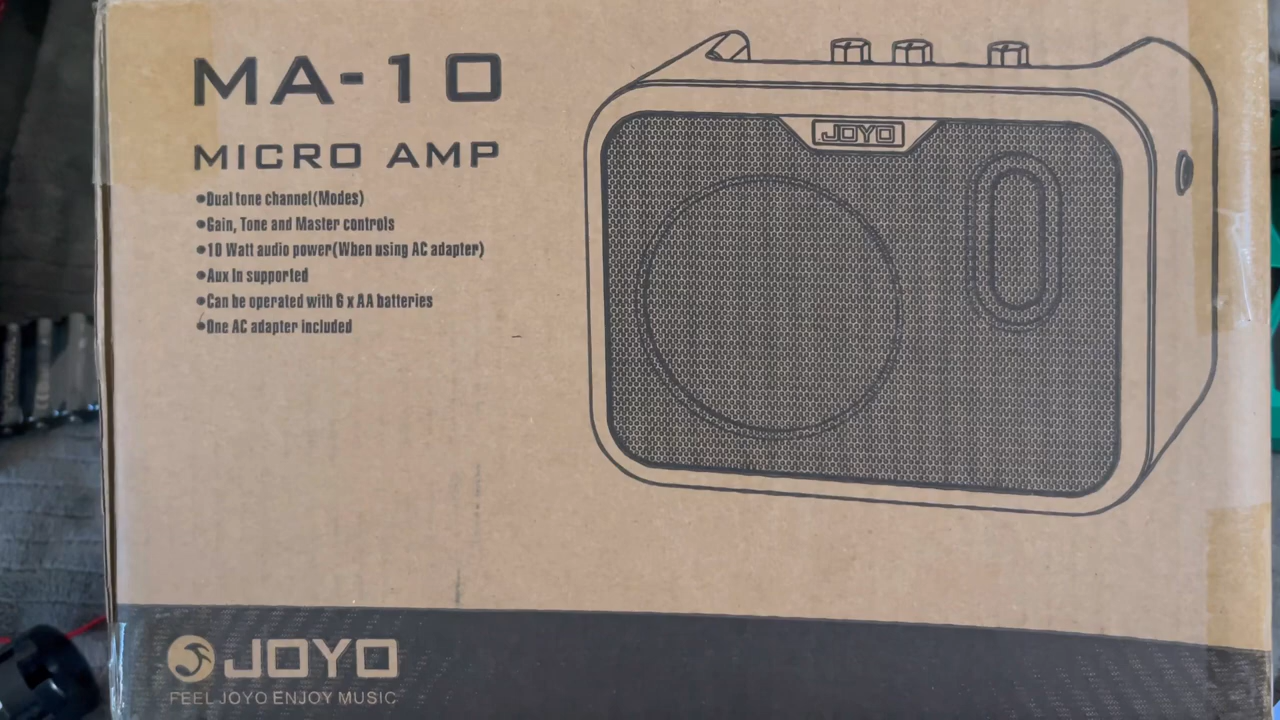 MA-10
MICRO AMP
•Dual tone channel(Modes)
•Gain, Tone and Master controls
•10 Watt audio power(When using AC adapter)
•Aux In supported
•Can be operated with 6 x AA batteries
•One AC adapter included
JOYO
JOYO
FEEL JOYO ENJOY MUSIC